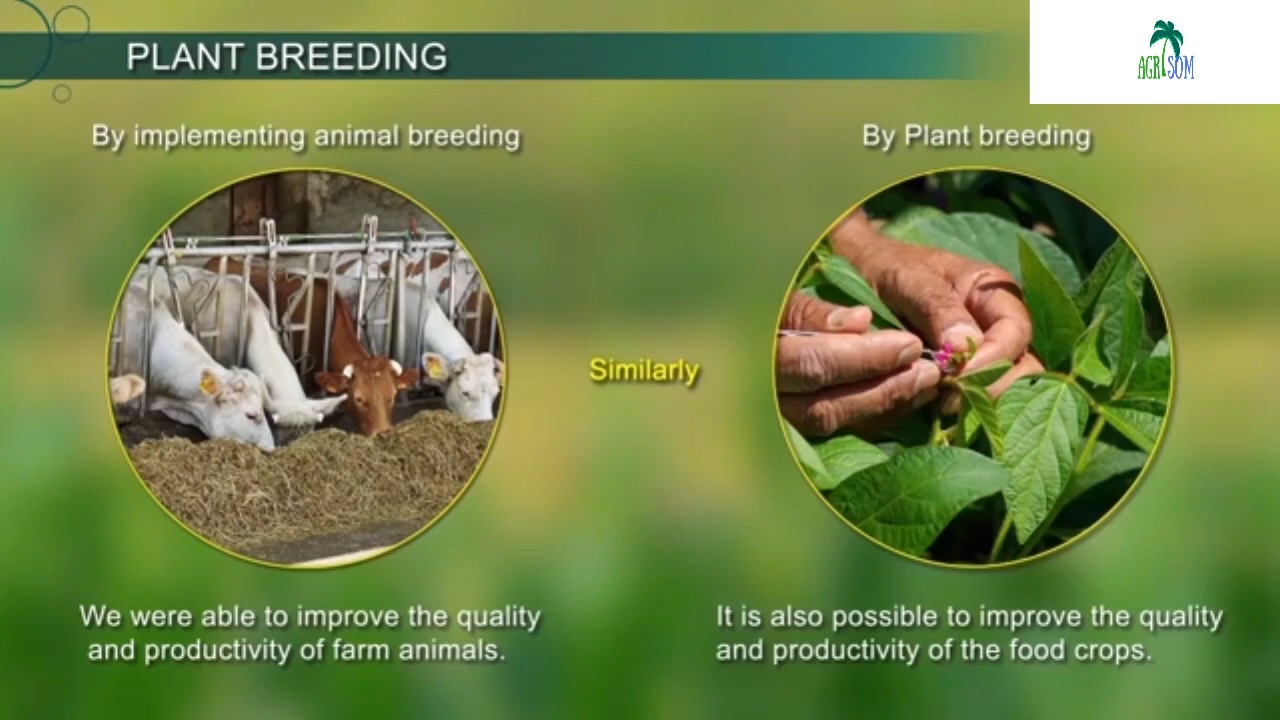 PLANT BREEDING
AGRISOM
By implementing animal breeding
We were able to improve the quality
and productivity of farm animals.
Similarly
By Plant breeding
It is also possible to improve the quality
and productivity of the food crops.